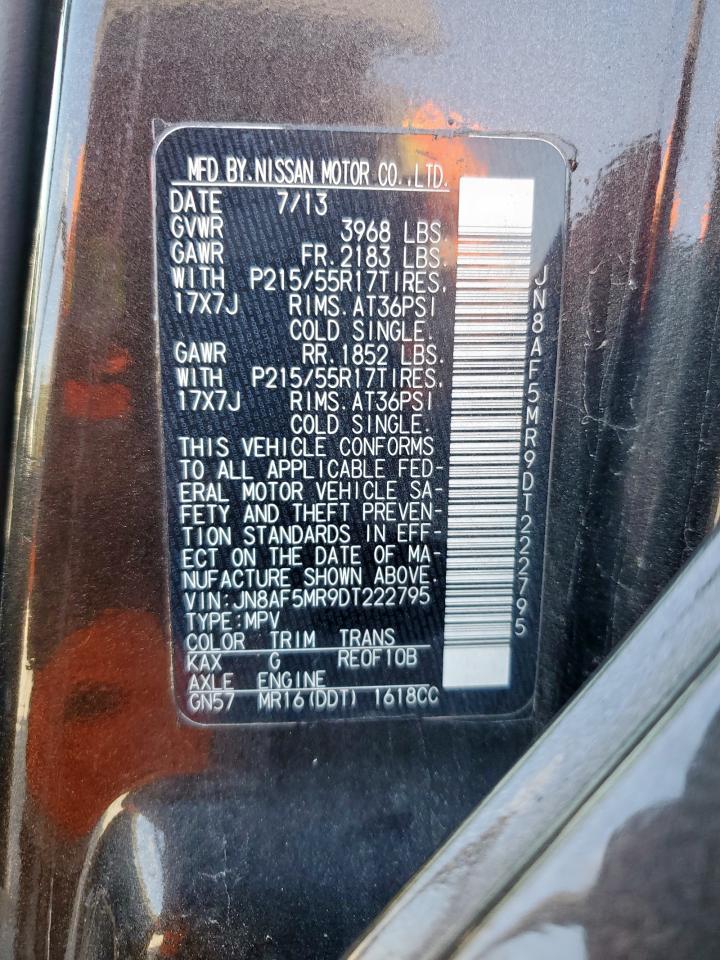 MFD BY.NISSAN MOTOR CO.,LTD.
DATE 7/13
GVWR 3968 LBS.
GAWR FR.2183 LBS.
WITH P215/55R17TIRES,
17X7J RIMS.AT36PSI
COLD SINGLE.
GAWR RR.1852 LBS.
WITH P215/55R17TIRES,
17X7J RIMS.AT36PSI
COLD SINGLE.
THIS VEHICLE CONFORMS
TO ALL APPLICABLE FED-
ERAL MOTOR VEHICLE SA-
FETY AND THEFT PREVEN-
TION STANDARDS IN EFF-
ECT ON THE DATE OF MA-
NUFACTURE SHOWN ABOVE.
VIN:JN8AF5MR9DT222795
TYPE:MPV
COLOR TRIM TRANS
KAX G RE0F10B
AXLE ENGINE
GN57 MR16(DDT) 1618CC
JN8AF5MR9DT222795